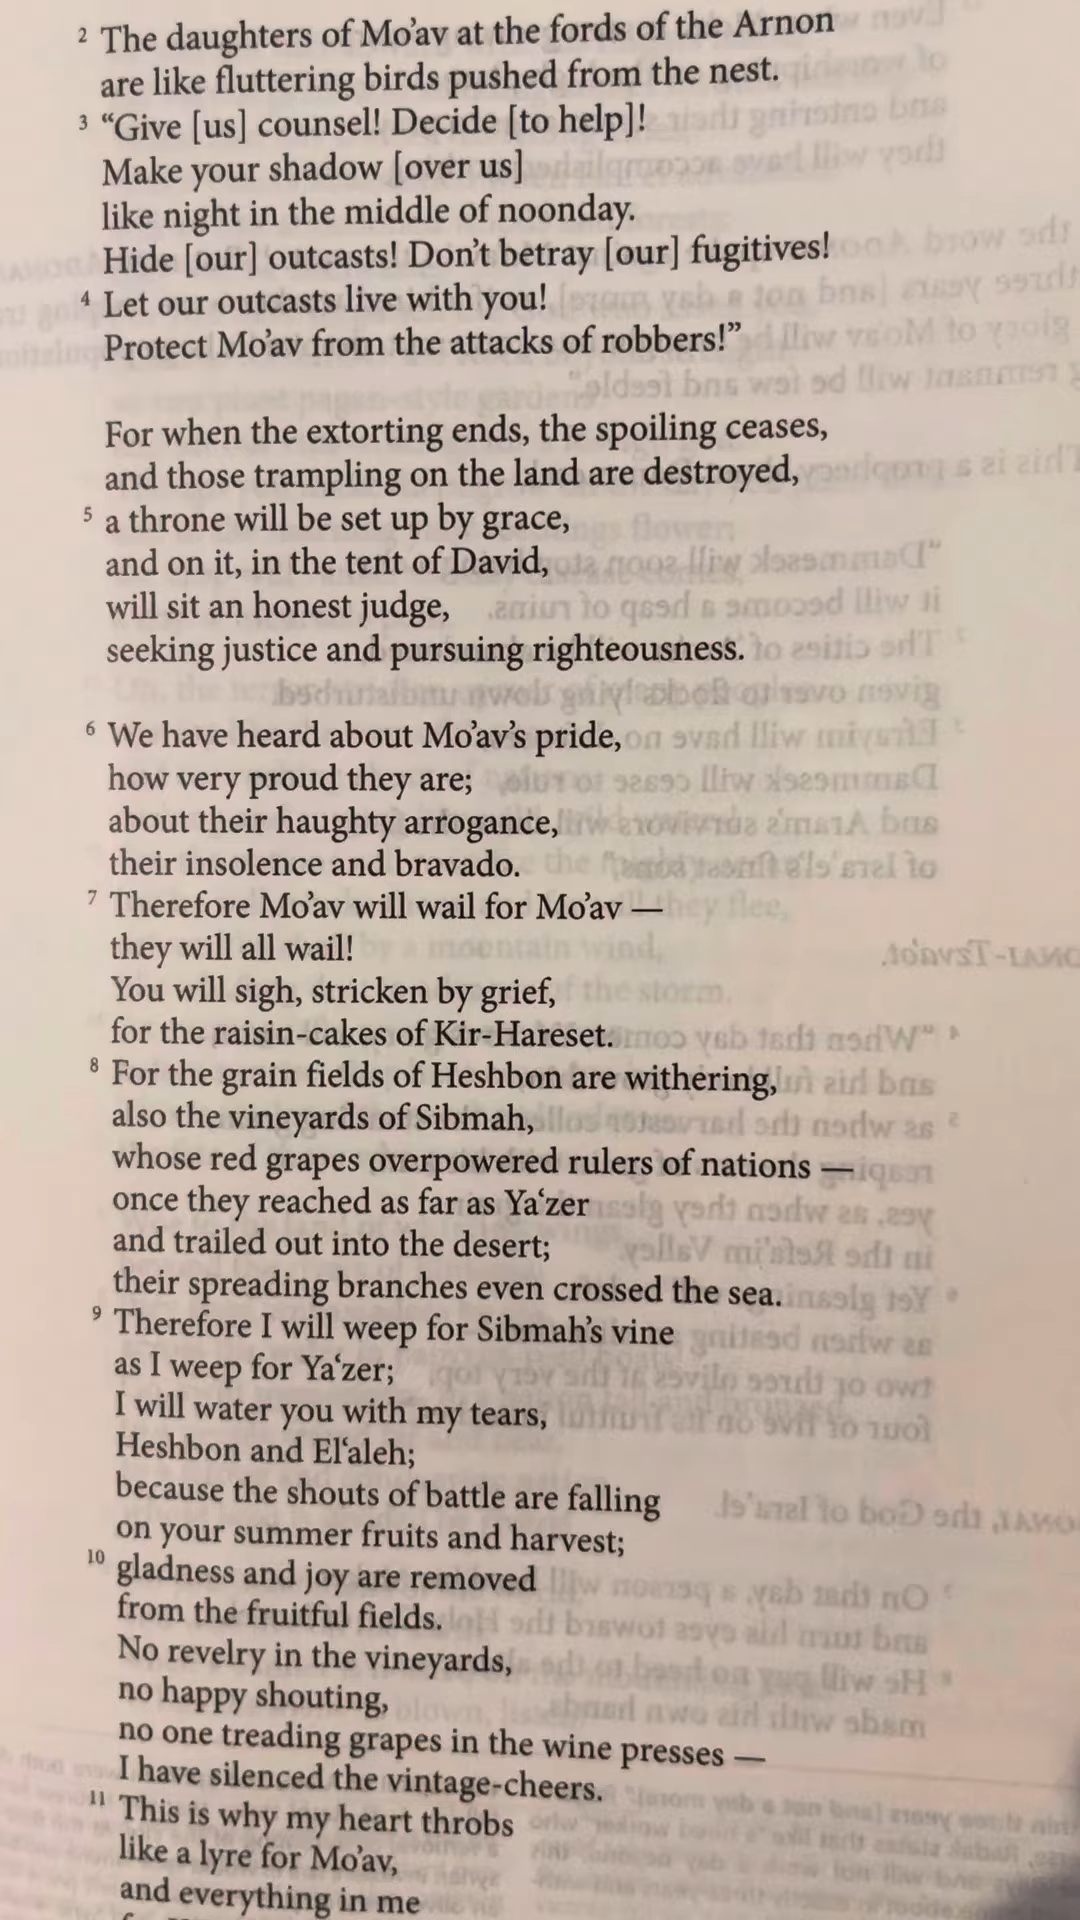 2 The daughters of Mo’av at the fords of the Arnon
are like fluttering birds pushed from the nest.
3 “Give [us] counsel! Decide [to help]!
Make your shadow [over us]
like night in the middle of noonday.
Hide [our] outcasts! Don’t betray [our] fugitives!
4 Let our outcasts live with you!
Protect Mo’av from the attacks of robbers!”
For when the extorting ends, the spoiling ceases,
and those trampling on the land are destroyed,
5 a throne will be set up by grace,
and on it, in the tent of David,
will sit an honest judge,
seeking justice and pursuing righteousness.
6 We have heard about Mo’av’s pride,
how very proud they are;
about their haughty arrogance,
their insolence and bravado.
7 Therefore Mo’av will wail for Mo’av —
they will all wail!
You will sigh, stricken by grief,
for the raisin-cakes of Kir-Hareset.
8 For the grain fields of Heshbon are withering,
also the vineyards of Sibmah,
whose red grapes overpowered rulers of nations —
once they reached as far as Ya‘zer
and trailed out into the desert;
their spreading branches even crossed the sea.
9 Therefore I will weep for Sibmah’s vine
as I weep for Ya‘zer;
I will water you with my tears,
Heshbon and El‘aleh;
because the shouts of battle are falling
on your summer fruits and harvest;
10 gladness and joy are removed
from the fruitful fields.
No revelry in the vineyards,
no happy shouting,
no one treading grapes in the wine presses —
I have silenced the vintage-cheers.
11 This is why my heart throbs
like a lyre for Mo’av,
and everything in me